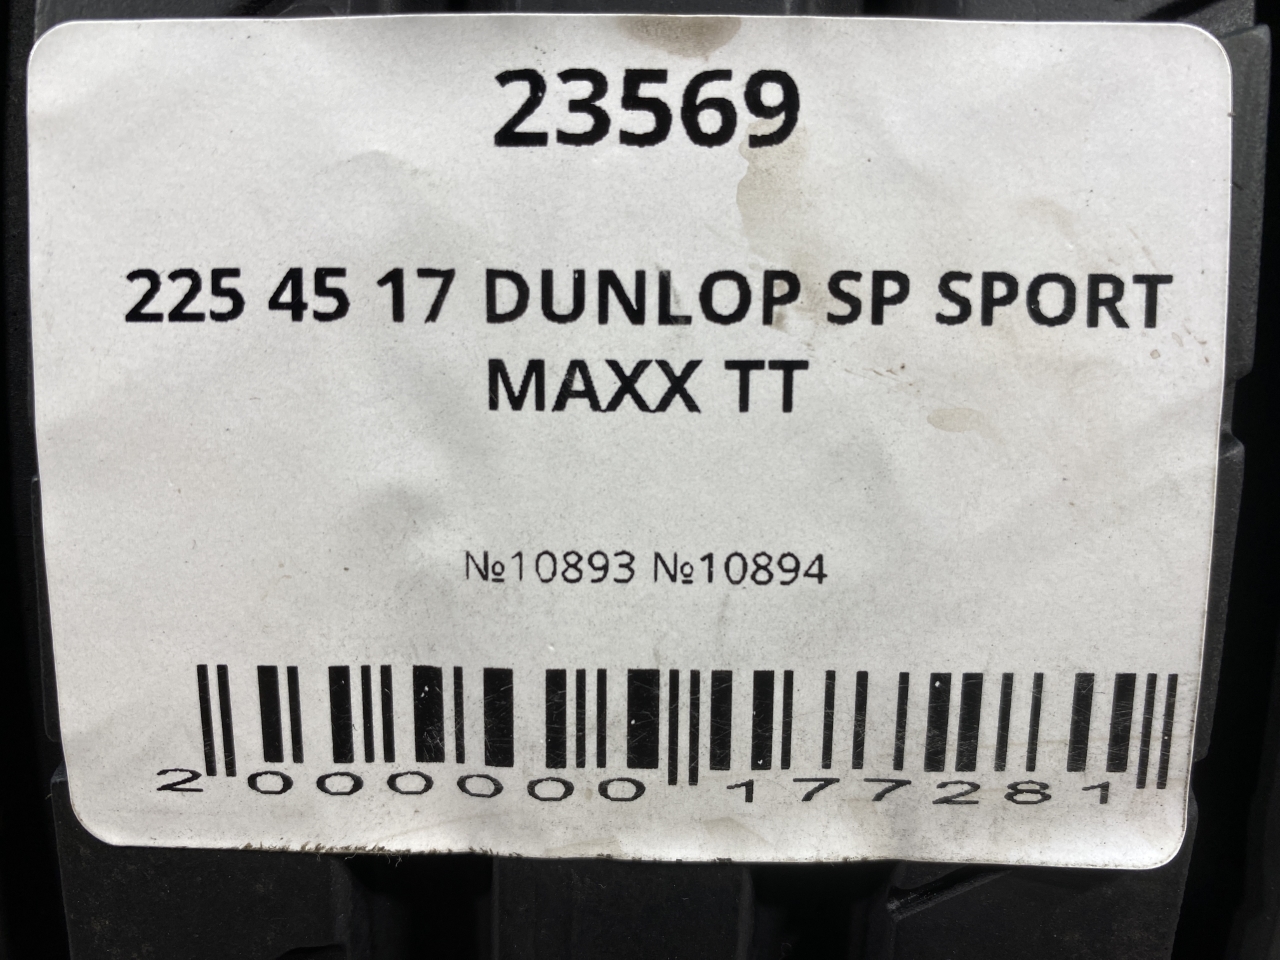 23569
225 45 17 DUNLOP SP SPORT
MAXX TT
№10893 №10894
2 000000 177281